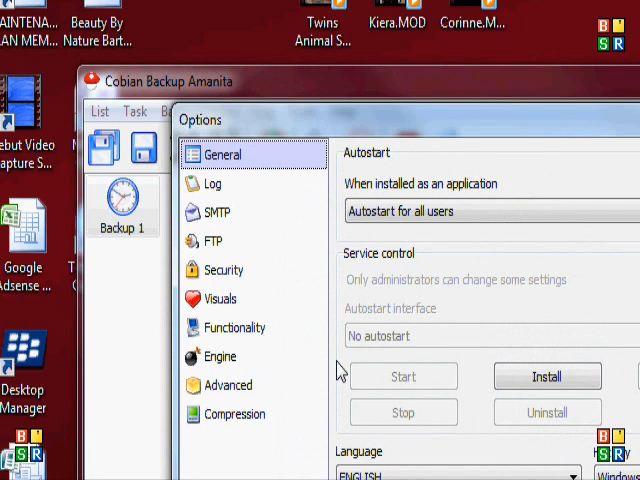 AINTENA...
AN MEM...
Beauty By
Nature Bart...
Twins
Animal S...
Kiera.MOD
Corinne.M...
B
S R
Cobian Backup Amanita
List Task
Options
ebut Video
apture S...
Backup 1
Google
Adsense ...
Desktop
Manager
General
Log
SMTP
FTP
Security
Visuals
Functionality
Engine
Advanced
Compression
Autostart
When installed as an application
Autostart for all users
Service control
Only administrators can change some settings
Autostart interface
No autostart
Start Install
Stop Uninstall
Language
ENGLISH
Windows
B
S R
B
S R